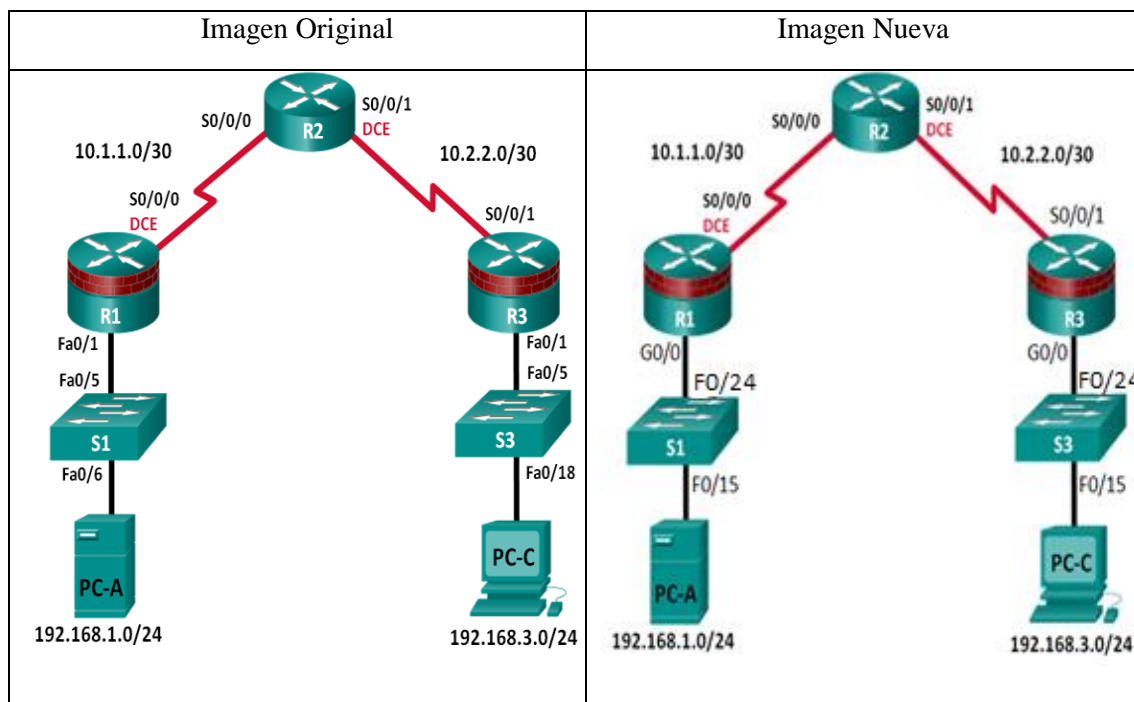 Imagen Original
S0/0/0
S0/0/1
DCE
R2
10.1.1.0/30
10.2.2.0/30
S0/0/0
DCE
S0/0/1
R1
R3
Fa0/1
Fa0/1
Fa0/5
Fa0/5
S1
S3
Fa0/6
Fa0/18
PC-A
PC-C
192.168.1.0/24
192.168.3.0/24
Imagen Nueva
S0/0/0
S0/0/1
DCE
R2
10.1.1.0/30
10.2.2.0/30
S0/0/0
DCE
S0/0/1
R1
R3
G0/0
G0/0
F0/24
F0/24
S1
S3
F0/15
F0/15
PC-A
PC-C
192.168.1.0/24
192.168.3.0/24